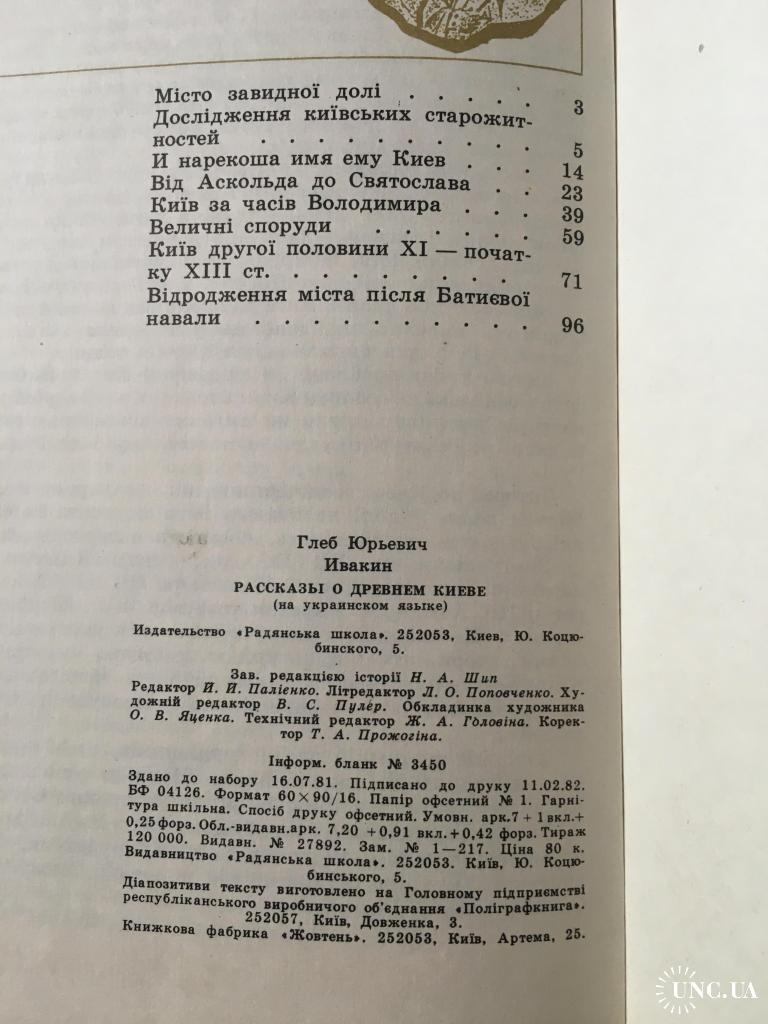 Місто завидної долі . . . . . 3
Дослідження київських старожит-
ностей . . . . . . . . . . 5
И нарекоша имя ему Киев . . . 14
Від Аскольда до Святослава . . 23
Київ за часів Володимира . . . 39
Величні споруди . . . . . . 59
Київ другої половини XI — почат-
ку XIII ст. . . . . . . . . 71
Відродження міста після Батиєвої
навали . . . . . . . . . . 96
Глеб Юрьевич
Ивакин
РАССКАЗЫ О ДРЕВНЕМ КИЕВЕ
(на украинском языке)
Издательство «Радянська школа». 252053, Киев, Ю. Коцю-
бинского, 5.
Зав. редакцією історії Н. А. Шип
Редактор Й. Й. Палієнко. Літредактор Л. О. Поповченко. Ху-
дожній редактор В. С. Пулёр. Обкладинка художника
О. В. Яценка. Технічний редактор Ж. А. Головіна. Корек-
тор Т. А. Прожогіна.
Інформ. бланк № 3450
Здано до набору 16.07.81. Підписано до друку 11.02.82.
БФ 04126. Формат 60×90/16. Папір офсетний № 1. Гарні-
тура шкільна. Спосіб друку офсетний. Умовн. арк.7 + 1 вкл.+
0,25 форз. Обл.-видавн.арк. 7,20 +0,91 вкл.+0,42 форз. Тираж
120 000. Видавн. № 27892. Зам. № 1—217. Ціна 80 к.
Видавництво «Радянська школа». 252053. Київ, Ю. Коцю-
бинського, 5.
Діапозитиви тексту виготовлено на Головному підприємстві
республіканського виробничого об'єднання «Поліграфкнига».
252057, Київ, Довженка, 3.
Книжкова фабрика «Жовтень». 252053, Київ, Артема, 25.
UNC.UA